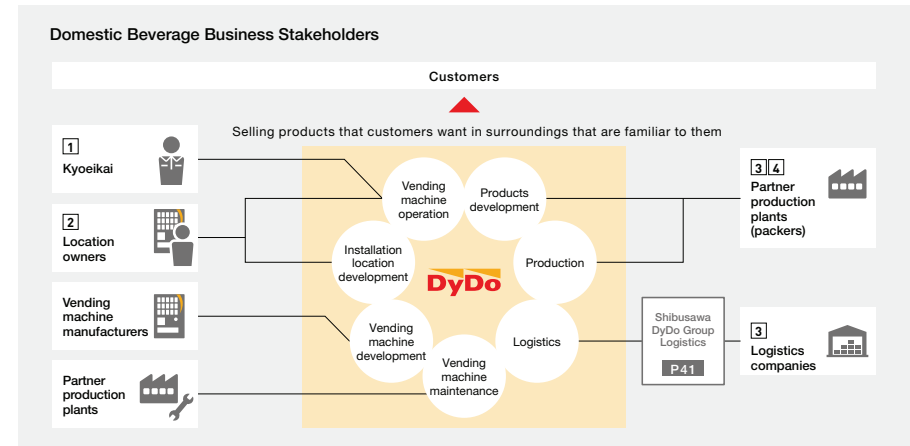 Domestic Beverage Business Stakeholders
Customers
Selling products that customers want in surroundings that are familiar to them
1
Kyoeikai
2
Location
owners
Vending
machine
manufacturers
Partner
production
plants
Vending
machine
operation
Products
development
Installation
location
development
Production
DyDo
Vending
machine
development
Logistics
Vending
machine
maintenance
3 4
Partner
production
plants
(packers)
Shibusawa
DyDo Group
Logistics
P41
3
Logistics
companies